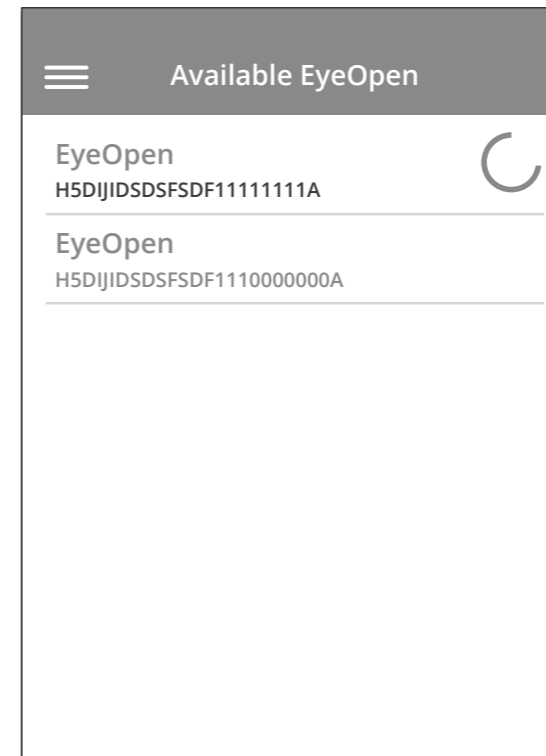 Available EyeOpen
EyeOpen
H5DIJIDSDSFSDF11111111A
EyeOpen
H5DIJIDSDSFSDF1110000000A